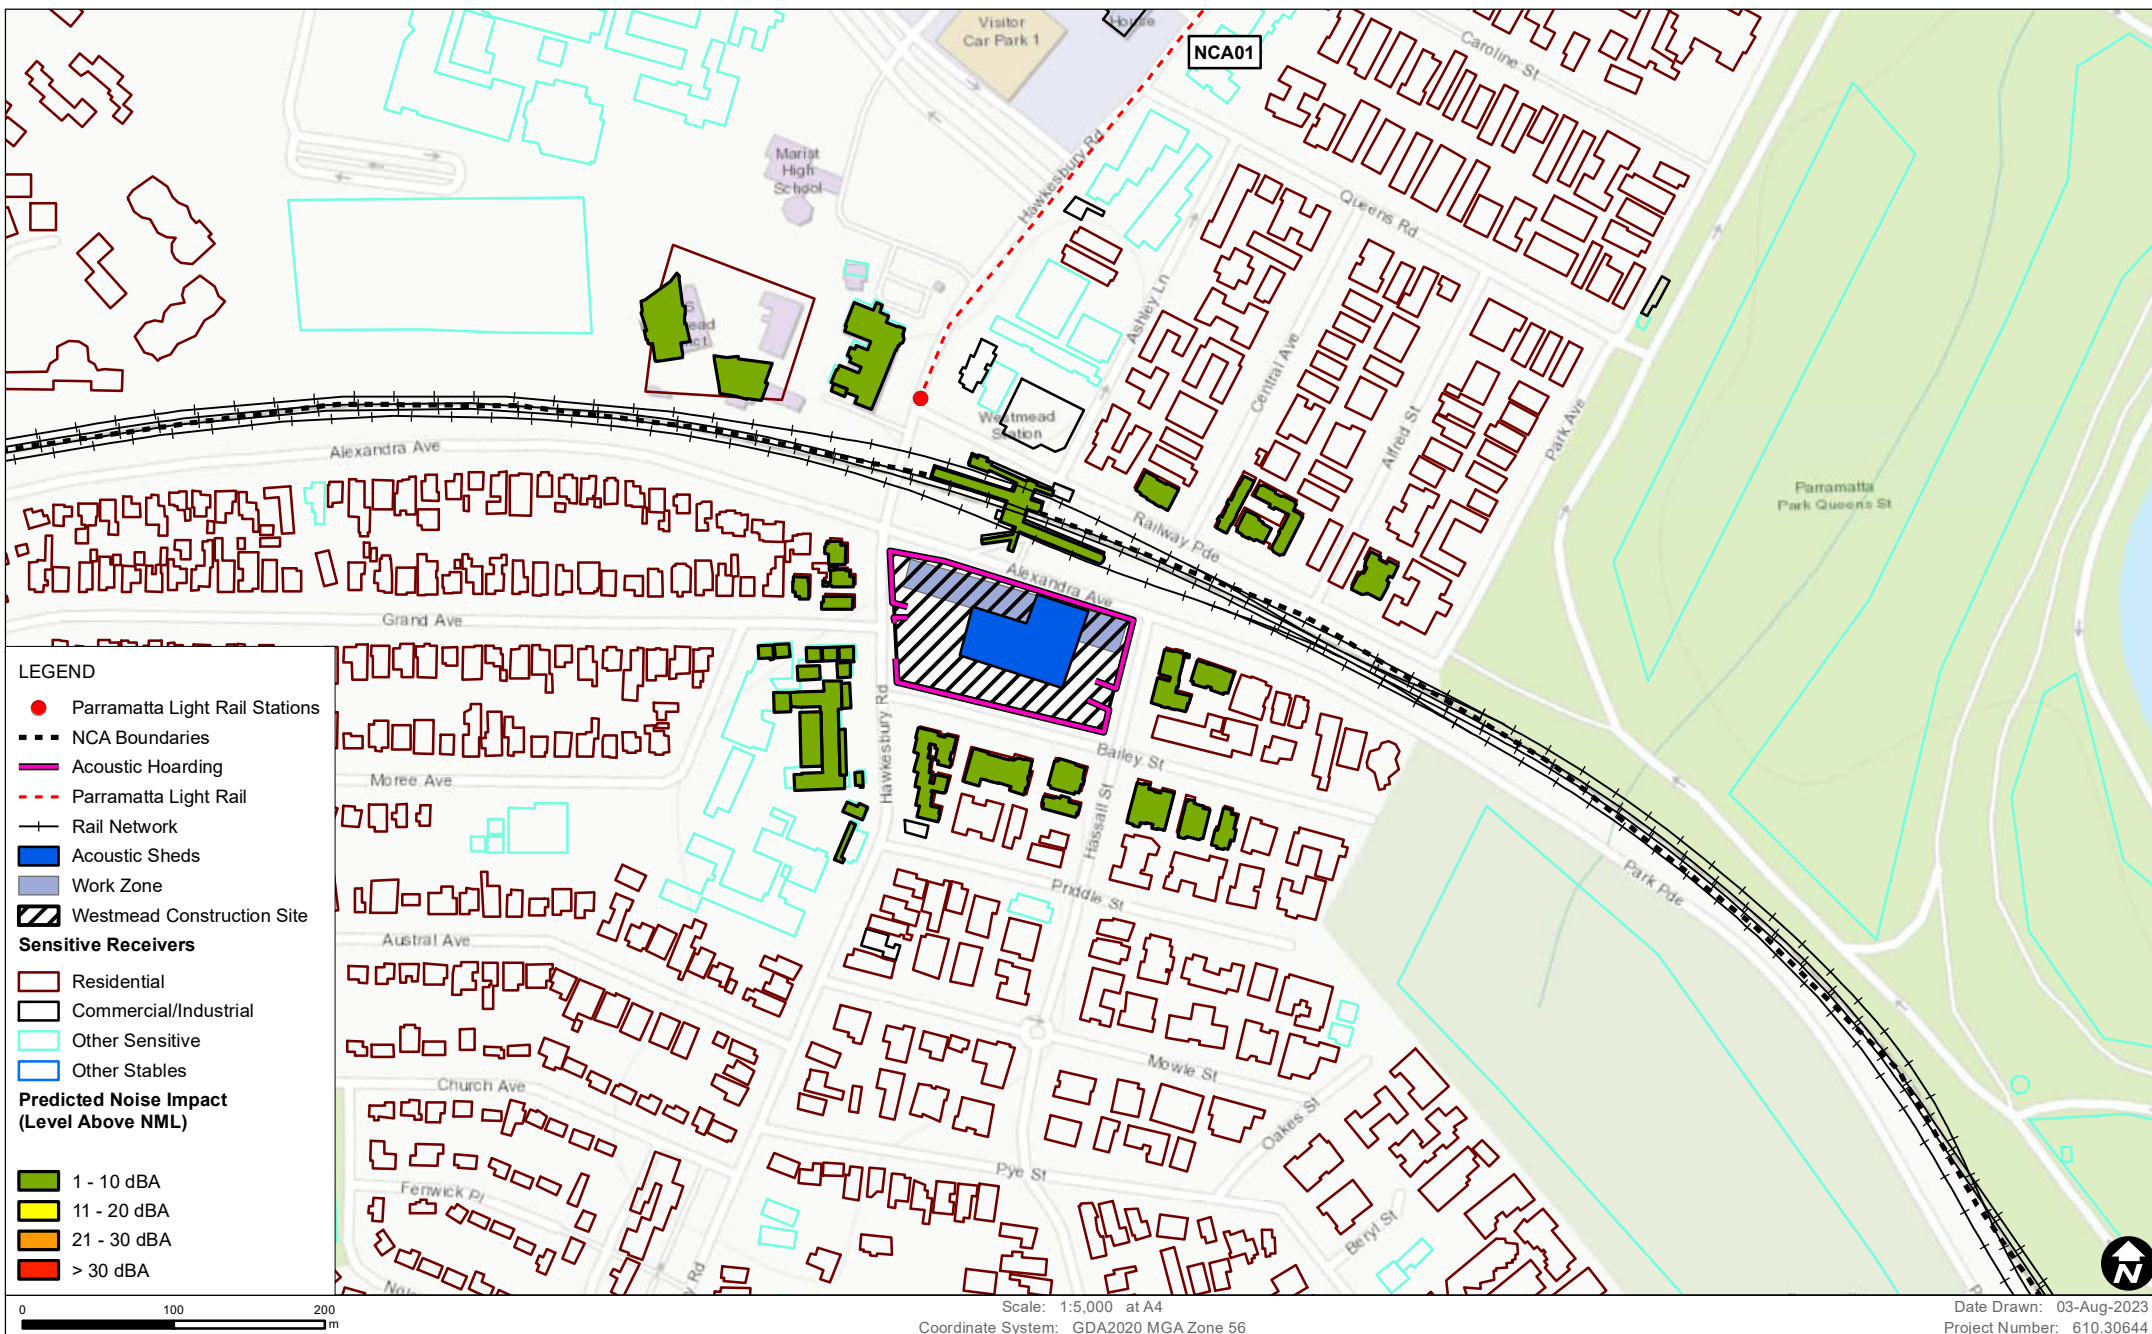 Visitor
Car Park 1
House
NCA01
Caroline St
Marist
High
School
Hawkesbury Rd
Queens Rd
Ashley Ln
Central Ave
Alfred St
Park Ave
Westmead
Station
Alexandra Ave
Parramatta
Park Queens St
Railway Pde
Alexandra Ave
Grand Ave
Hawkesbury Rd
Bailey St
Hassall St
Moree Ave
Priddle St
Park Pde
Austral Ave
Mowle St
Church Ave
Oakes St
Pye St
Fenwick Pl
Beryl St
LEGEND
Parramatta Light Rail Stations
NCA Boundaries
Acoustic Hoarding
Parramatta Light Rail
Rail Network
Acoustic Sheds
Work Zone
Westmead Construction Site
Sensitive Receivers
Residential
Commercial/Industrial
Other Sensitive
Other Stables
Predicted Noise Impact
(Level Above NML)
1 - 10 dBA
11 - 20 dBA
21 - 30 dBA
> 30 dBA
N
0 100 200
m
Scale: 1:5,000 at A4
Coordinate System: GDA2020 MGA Zone 56
Date Drawn: 03-Aug-2023
Project Number: 610.30644